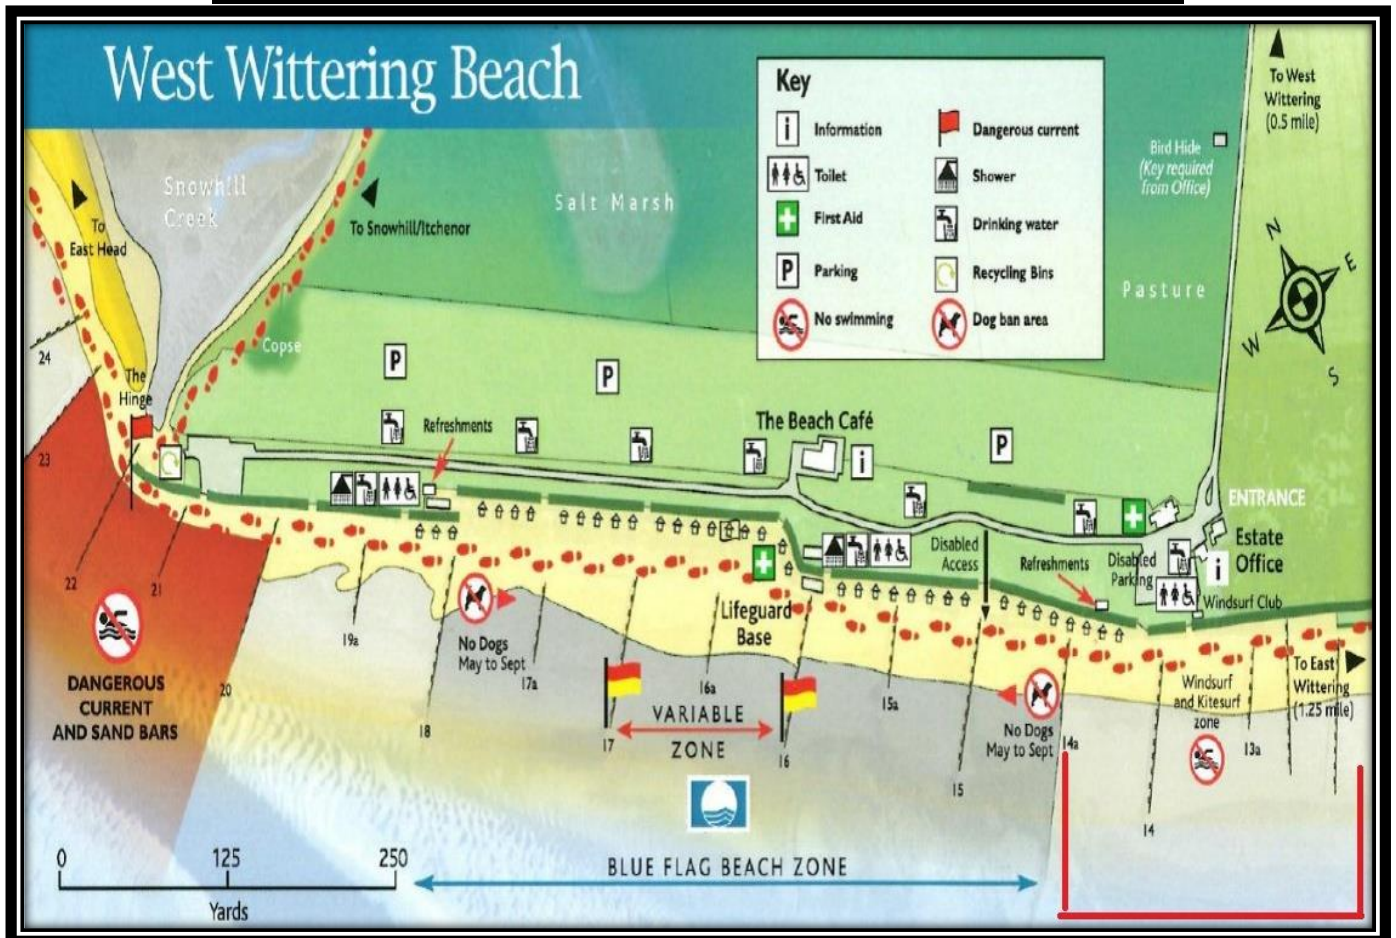 West Wittering Beach
Key
i Information
Toilet
First Aid
P Parking
No swimming
Dangerous current
Shower
Drinking water
Recycling Bins
Dog ban area
To West
Wittering
(0.5 mile)
Bird Hide
(Key required
from Office)
N
E
W
S
Pasture
Snowhill
Creek
Salt Marsh
To
East Head
To Snowhill/Itchenor
Copse
24
The
Hinge
P
P
P
Refreshments
The Beach Café
i
23
ENTRANCE
Estate
Office
i
Disabled
Access
Refreshments
Disabled
Parking
Windsurf Club
22
21
Lifeguard
Base
19a
No Dogs
May to Sept
17a
16a
15a
To East
Wittering
(1.25 mile)
Windsurf
and Kitesurf
zone
DANGEROUS
CURRENT
AND SAND BARS
20
18
17
VARIABLE
ZONE
16
No Dogs
May to Sept
14a
13a
15
14
0
125
250
Yards
BLUE FLAG BEACH ZONE